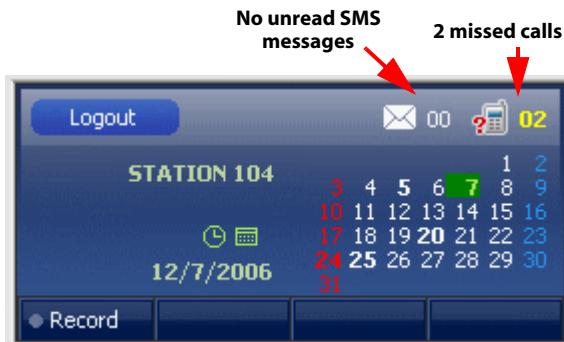 No unread SMS
messages
2 missed calls
Logout
00
? 02
STATION 104
1 2
3 4 5 6 7 8 9
10 11 12 13 14 15 16
17 18 19 20 21 22 23
24 25 26 27 28 29 30
31
12/7/2006
Record